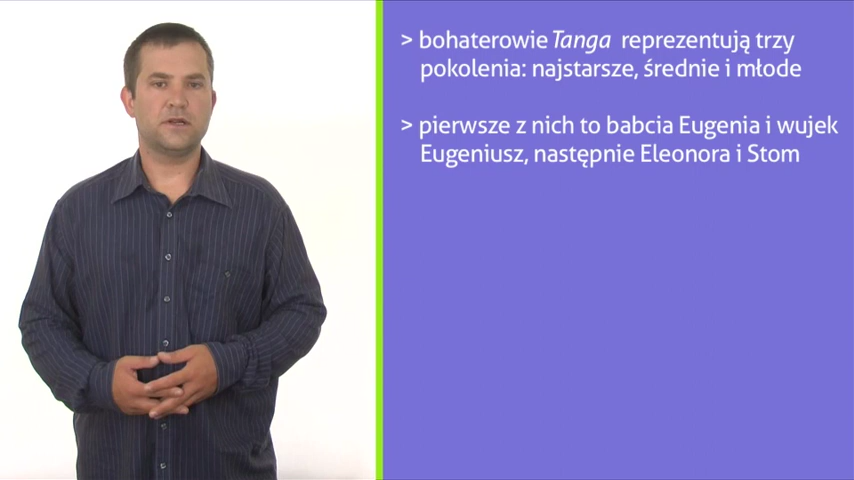 > bohaterowie Tanga reprezentują trzy
pokolenia: najstarsze, średnie i młode
> pierwsze z nich to babcia Eugenia i wujek
Eugeniusz, następnie Eleonora i Stom